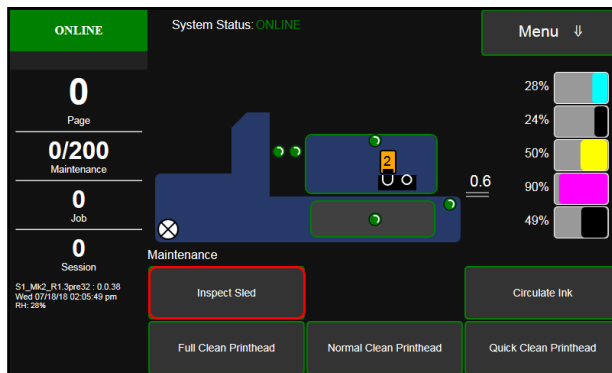 ONLINE
System Status: ONLINE
Menu ⇓
0
Page
0/200
Maintenance
0
Job
0
Session
S1_Mk2_R1.3pre32 : 0.0.38
Wed 07/18/18 02:05:49 pm
RH: 28%
2
0.6
28%
24%
50%
90%
49%
Maintenance
Inspect Sled
Circulate Ink
Full Clean Printhead
Normal Clean Printhead
Quick Clean Printhead